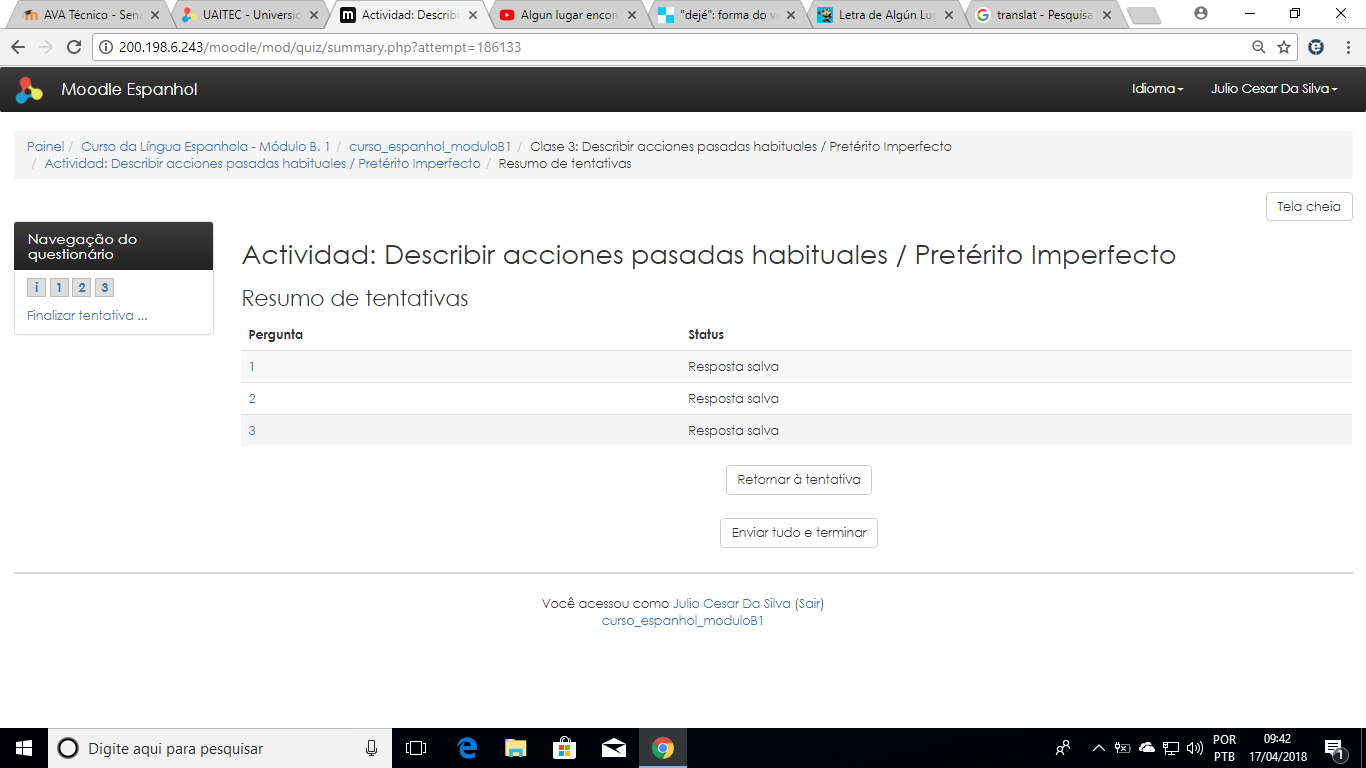 AVA Técnico - Sena
UAITEC - Universid
Actividad: Describi
Algun lugar encon
"dejé": forma do v
Letra de Algún Lug
translat - Pesquisa
200.198.6.243/moodle/mod/quiz/summary.php?attempt=186133
Moodle Espanhol
Idioma
Julio Cesar Da Silva
Painel / Curso da Língua Espanhola - Módulo B. 1 / curso_espanhol_moduloB1 / Clase 3: Describir acciones pasadas habituales / Pretérito Imperfecto
/ Actividad: Describir acciones pasadas habituales / Pretérito Imperfecto / Resumo de tentativas
Tela cheia
Navegação do
questionário
i 1 2 3
Finalizar tentativa ...
Actividad: Describir acciones pasadas habituales / Pretérito Imperfecto
Resumo de tentativas
Pergunta Status
1 Resposta salva
2 Resposta salva
3 Resposta salva
Retornar à tentativa
Enviar tudo e terminar
Você acessou como Julio Cesar Da Silva (Sair)
curso_espanhol_moduloB1
Digite aqui para pesquisar
POR
PTB
09:42
17/04/2018
1